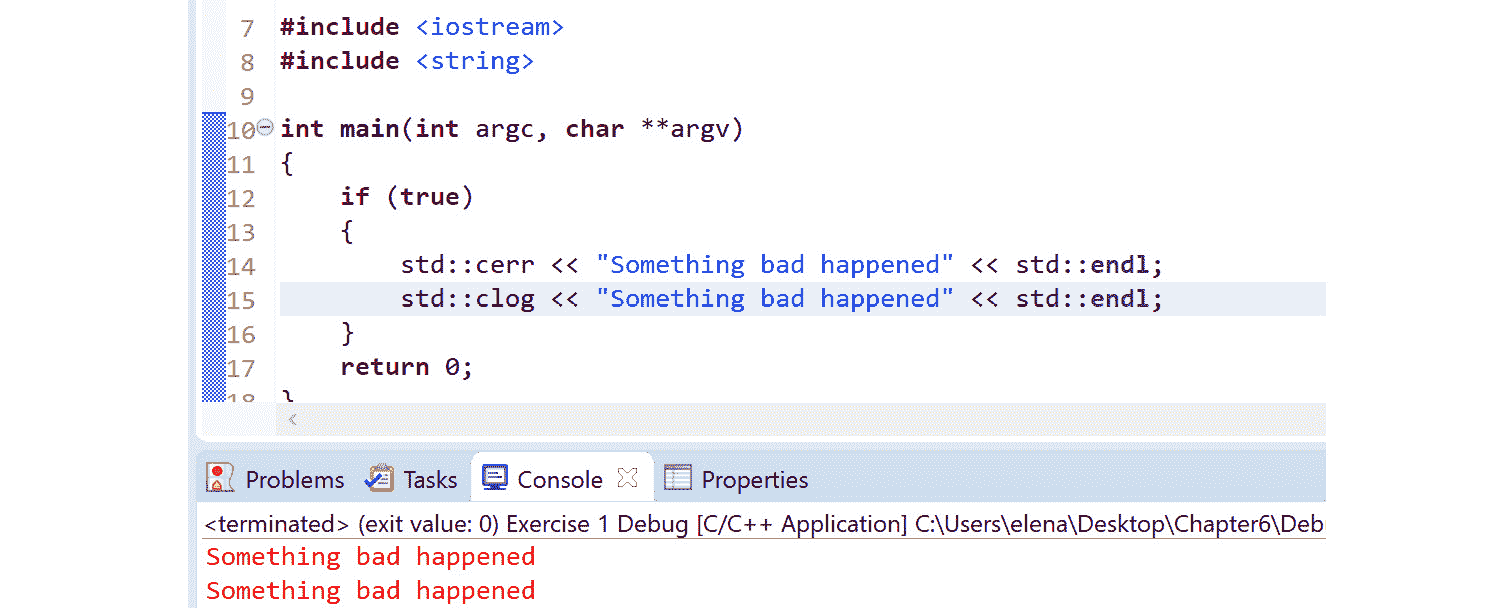 7 #include <iostream>
8 #include <string>
9
10 int main(int argc, char **argv)
11 {
12     if (true)
13     {
14         std::cerr << "Something bad happened" << std::endl;
15         std::clog << "Something bad happened" << std::endl;
16     }
17     return 0;
18 }
Problems Tasks Console Properties
<terminated> (exit value: 0) Exercise 1 Debug [C/C++ Application] C:\Users\elena\Desktop\Chapter6\Deb
Something bad happened
Something bad happened